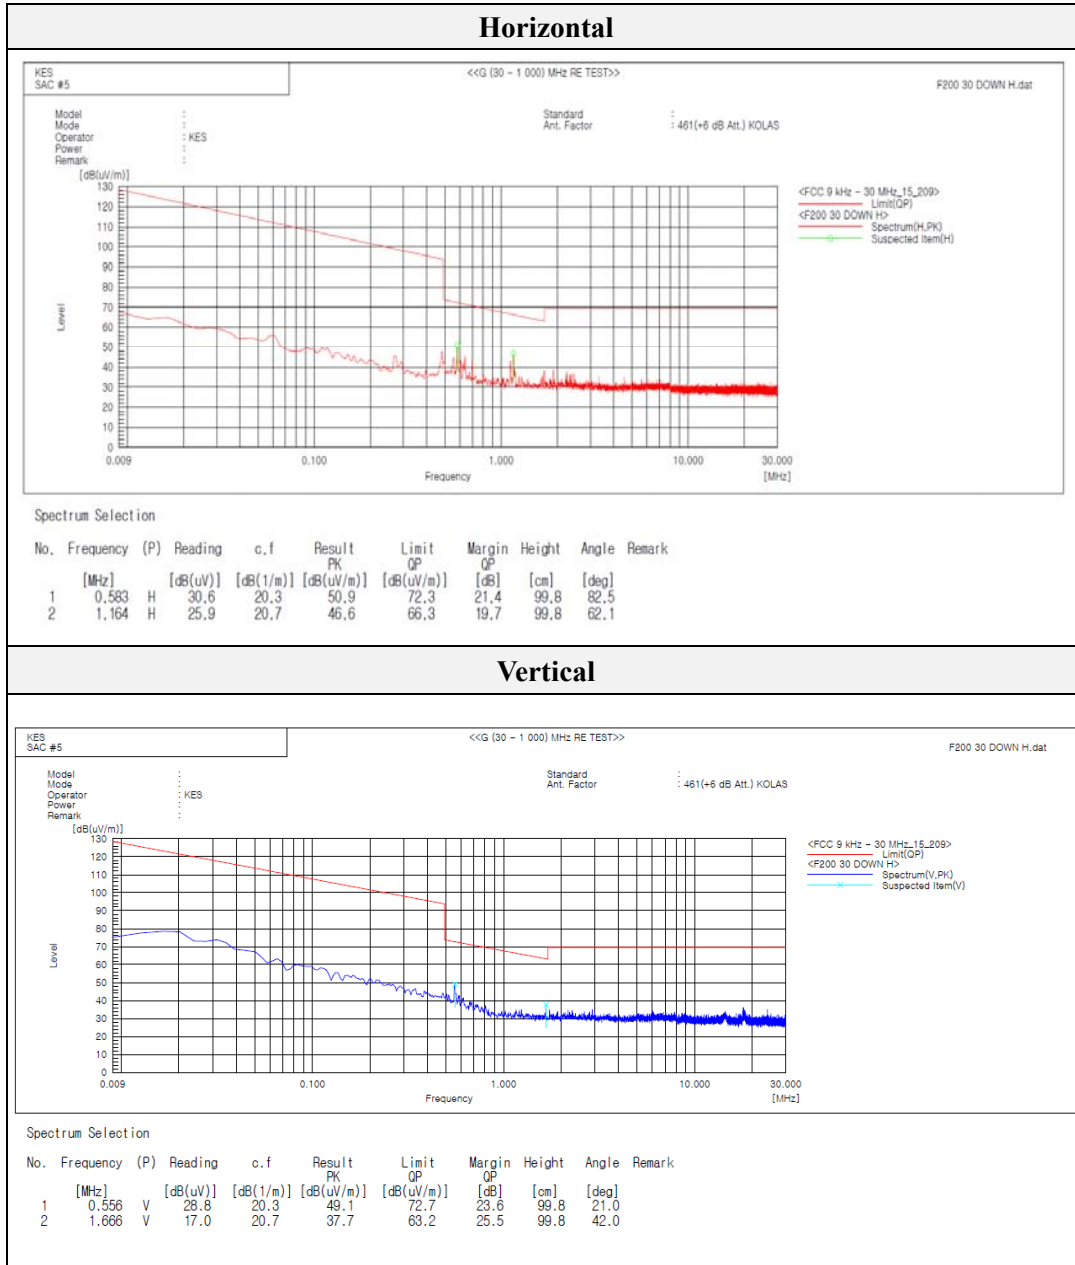 Horizontal
KES
SAC #5
<<G (30 - 1 000) MHz RE TEST>>
F200 30 DOWN H.dat
Model :
Mode :
Operator : KES
Power :
Remark :
Standard :
Ant. Factor : 461(+6 dB Att.) KOLAS
[dB(uV/m)]
130
120
110
100
90
80
70
60
50
40
30
20
10
0
Level
0.009 0.100 1.000 10.000 30.000
Frequency [MHz]
<FCC 9 kHz - 30 MHz_15_209>
Limit(QP)
<F200 30 DOWN H>
Spectrum(H,PK)
Suspected Item(H)
Spectrum Selection
No. Frequency (P) Reading c.f Result Limit Margin Height Angle Remark
PK QP QP
[MHz] [dB(uV)] [dB(1/m)] [dB(uV/m)] [dB(uV/m)] [dB] [cm] [deg]
1 0.583 H 30.6 20.3 50.9 72.3 21.4 99.8 82.5
2 1.164 H 25.9 20.7 46.6 66.3 19.7 99.8 62.1
Vertical
KES
SAC #5
<<G (30 - 1 000) MHz RE TEST>>
F200 30 DOWN H.dat
Model :
Mode :
Operator : KES
Power :
Remark :
Standard :
Ant. Factor : 461(+6 dB Att.) KOLAS
[dB(uV/m)]
130
120
110
100
90
80
70
60
50
40
30
20
10
0
Level
0.009 0.100 1.000 10.000 30.000
Frequency [MHz]
<FCC 9 kHz - 30 MHz_15_209>
Limit(QP)
<F200 30 DOWN H>
Spectrum(V,PK)
Suspected Item(V)
Spectrum Selection
No. Frequency (P) Reading c.f Result Limit Margin Height Angle Remark
PK QP QP
[MHz] [dB(uV)] [dB(1/m)] [dB(uV/m)] [dB(uV/m)] [dB] [cm] [deg]
1 0.556 V 28.8 20.3 49.1 72.7 23.6 99.8 21.0
2 1.666 V 17.0 20.7 37.7 63.2 25.5 99.8 42.0